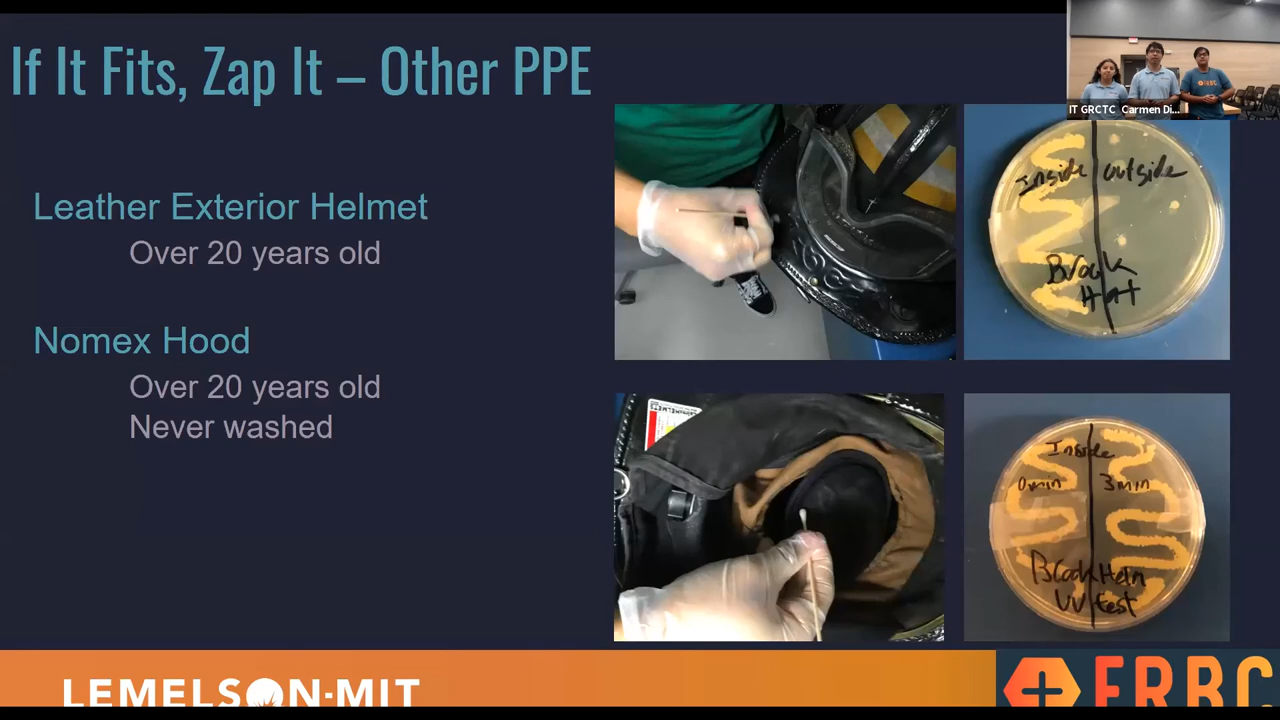 If It Fits, Zap It – Other PPE
IT GRCTC Carmen Di...
Leather Exterior Helmet
Over 20 years old
Nomex Hood
Over 20 years old
Never washed
Inside outside
Brock
Hat
Inside
0min 3min
Brock Helm
UV test
LEMELSON-MIT
FRBC